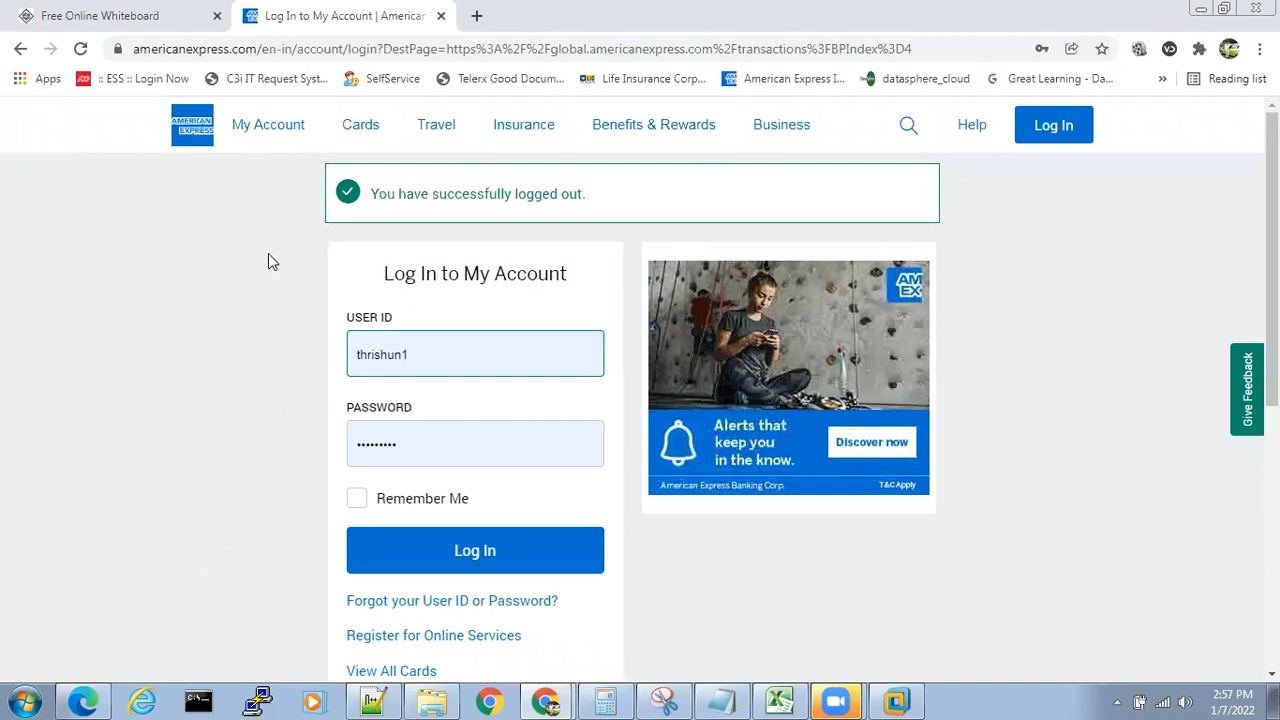 Free Online Whiteboard
Log In to My Account | American
americanexpress.com/en-in/account/login?DestPage=https%3A%2F%2Fglobal.americanexpress.com%2Ftransactions%3FBPIndex%3D4
Apps
:: ESS :: Login Now
C3i IT Request Syst...
SelfService
Telerx Good Docum...
Life Insurance Corp...
American Express I...
datasphere_cloud
Great Learning - Da...
»
Reading list
AMERICAN
EXPRESS
My Account
Cards
Travel
Insurance
Benefits & Rewards
Business
Help
Log In
You have successfully logged out.
Log In to My Account
USER ID
thrishun1
PASSWORD
•••••••••
Remember Me
Log In
Forgot your User ID or Password?
Register for Online Services
View All Cards
AM
EX
Alerts that
keep you
in the know.
Discover now
American Express Banking Corp.
T&C Apply
Give Feedback
2:57 PM
1/7/2022